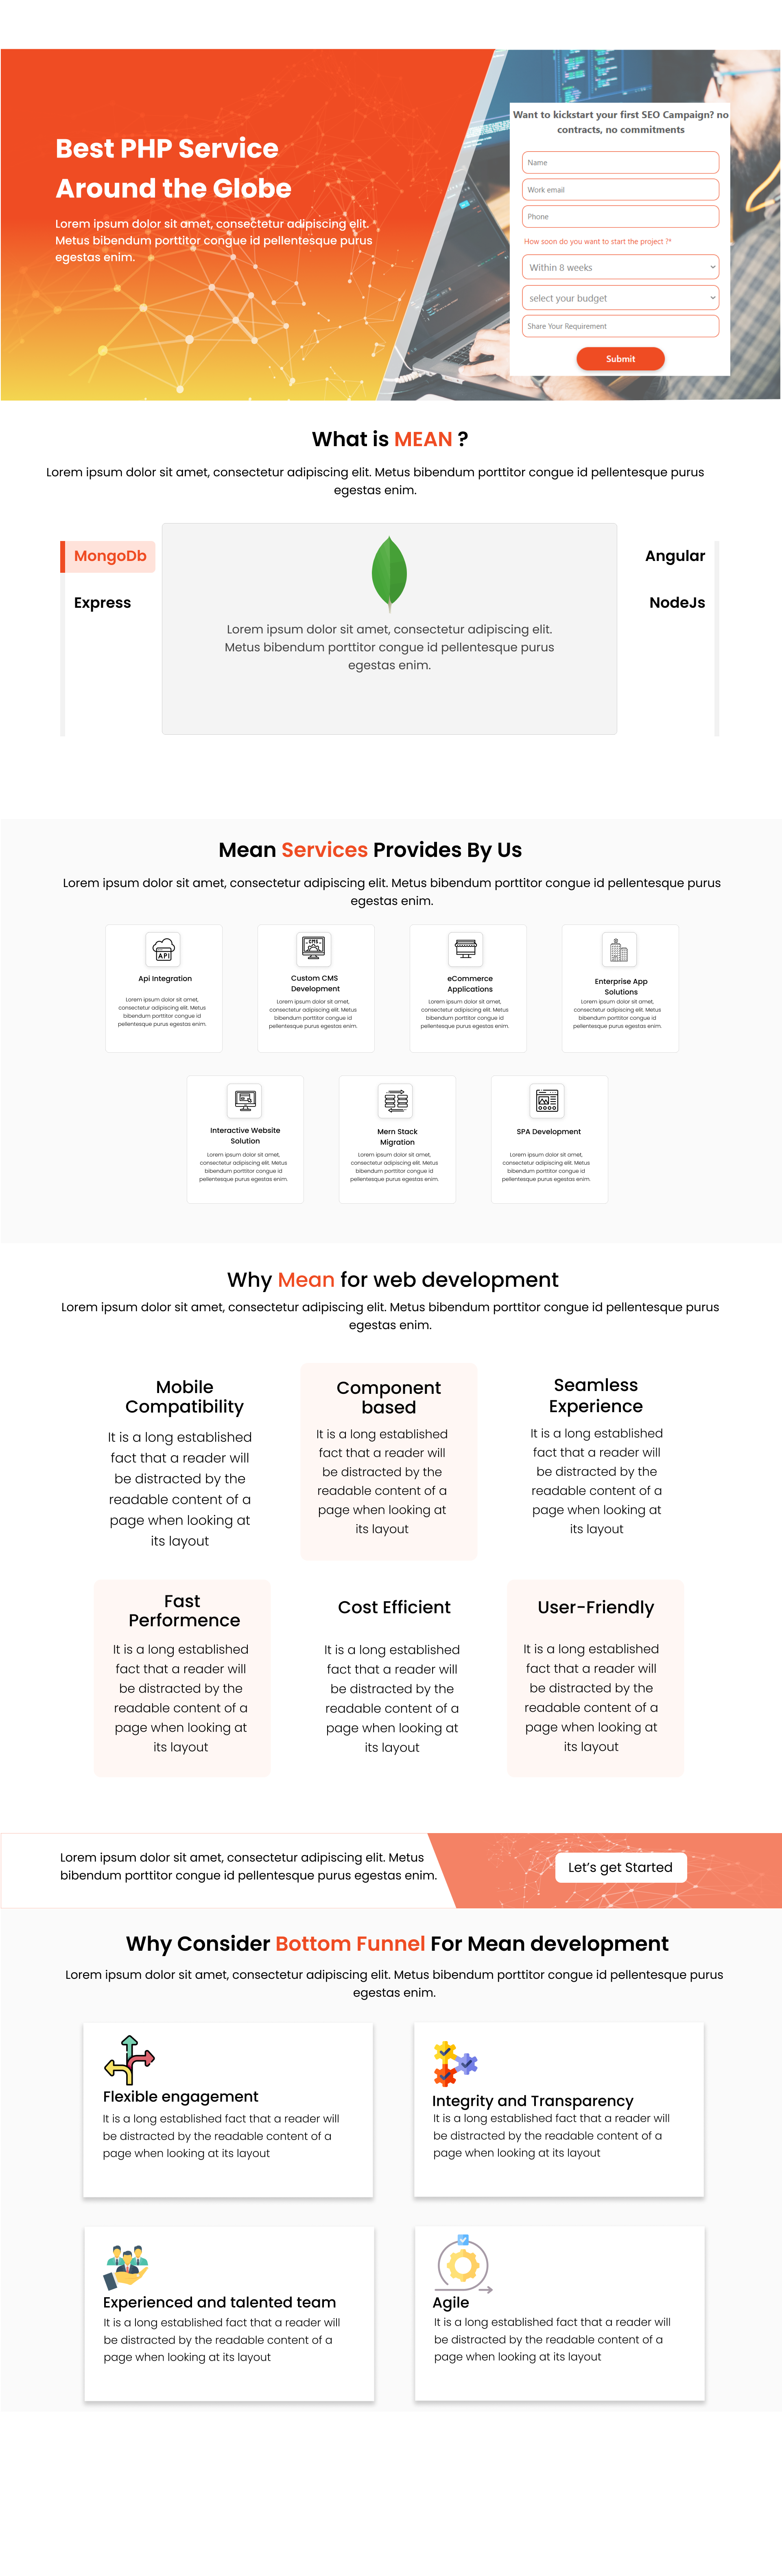 Best PHP Service
Around the Globe
Lorem ipsum dolor sit amet, consectetur adipiscing elit.
Metus bibendum porttitor congue id pellentesque purus
egestas enim.
Want to kickstart your first SEO Campaign? no
contracts, no commitments
Name
Work email
Phone
How soon do you want to start the project ?*
Within 8 weeks
select your budget
Share Your Requirement
Submit
What is MEAN ?
Lorem ipsum dolor sit amet, consectetur adipiscing elit. Metus bibendum porttitor congue id pellentesque purus
egestas enim.
MongoDb
Express
Lorem ipsum dolor sit amet, consectetur adipiscing elit.
Metus bibendum porttitor congue id pellentesque purus
egestas enim.
Angular
NodeJs
Mean Services Provides By Us
Lorem ipsum dolor sit amet, consectetur adipiscing elit. Metus bibendum porttitor congue id pellentesque purus
egestas enim.
API
Api Integration
Lorem ipsum dolor sit amet,
consectetur adipiscing elit. Metus
bibendum porttitor congue id
pellentesque purus egestas enim.
CMS
Custom CMS
Development
Lorem ipsum dolor sit amet,
consectetur adipiscing elit. Metus
bibendum porttitor congue id
pellentesque purus egestas enim.
eCommerce
Applications
Lorem ipsum dolor sit amet,
consectetur adipiscing elit. Metus
bibendum porttitor congue id
pellentesque purus egestas enim.
Enterprise App
Solutions
Lorem ipsum dolor sit amet,
consectetur adipiscing elit. Metus
bibendum porttitor congue id
pellentesque purus egestas enim.
Interactive Website
Solution
Lorem ipsum dolor sit amet,
consectetur adipiscing elit. Metus
bibendum porttitor congue id
pellentesque purus egestas enim.
Mern Stack
Migration
Lorem ipsum dolor sit amet,
consectetur adipiscing elit. Metus
bibendum porttitor congue id
pellentesque purus egestas enim.
SPA Development
Lorem ipsum dolor sit amet,
consectetur adipiscing elit. Metus
bibendum porttitor congue id
pellentesque purus egestas enim.
Why Mean for web development
Lorem ipsum dolor sit amet, consectetur adipiscing elit. Metus bibendum porttitor congue id pellentesque purus
egestas enim.
Mobile
Compatibility
It is a long established
fact that a reader will
be distracted by the
readable content of a
page when looking at
its layout
Component
based
It is a long established
fact that a reader will
be distracted by the
readable content of a
page when looking at
its layout
Seamless
Experience
It is a long established
fact that a reader will
be distracted by the
readable content of a
page when looking at
its layout
Fast
Performence
It is a long established
fact that a reader will
be distracted by the
readable content of a
page when looking at
its layout
Cost Efficient
It is a long established
fact that a reader will
be distracted by the
readable content of a
page when looking at
its layout
User-Friendly
It is a long established
fact that a reader will
be distracted by the
readable content of a
page when looking at
its layout
Lorem ipsum dolor sit amet, consectetur adipiscing elit. Metus
bibendum porttitor congue id pellentesque purus egestas enim.
Let's get Started
Why Consider Bottom Funnel For Mean development
Lorem ipsum dolor sit amet, consectetur adipiscing elit. Metus bibendum porttitor congue id pellentesque purus
egestas enim.
Flexible engagement
It is a long established fact that a reader will
be distracted by the readable content of a
page when looking at its layout
Integrity and Transparency
It is a long established fact that a reader will
be distracted by the readable content of a
page when looking at its layout
Experienced and talented team
It is a long established fact that a reader will
be distracted by the readable content of a
page when looking at its layout
Agile
It is a long established fact that a reader will
be distracted by the readable content of a
page when looking at its layout